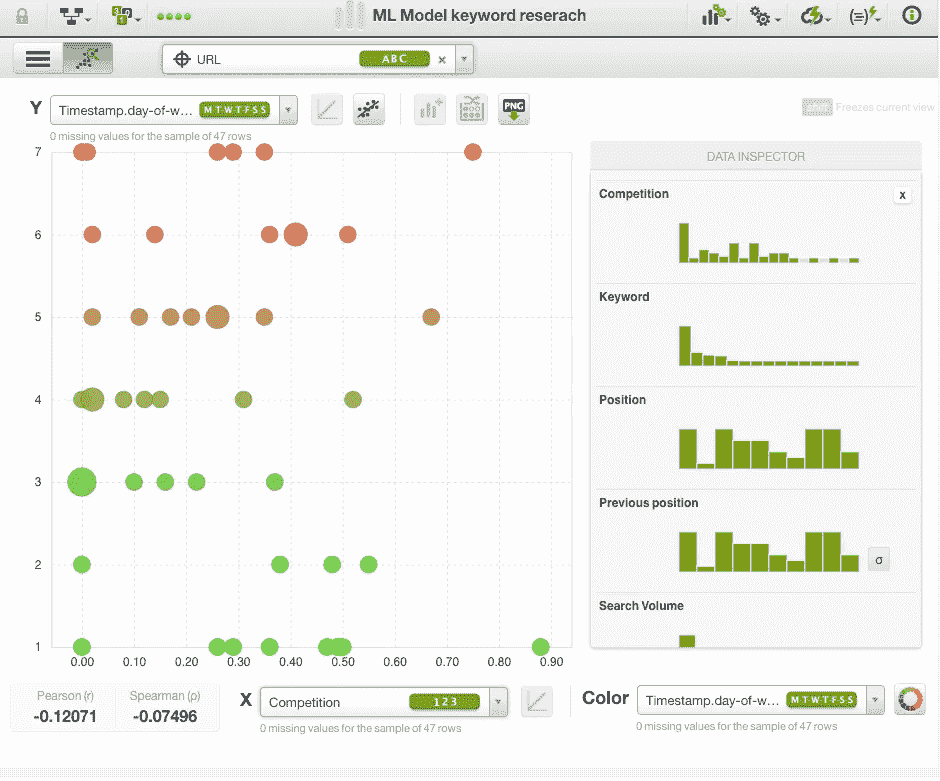 ML Model keyword reserach
URL ABC x
Y Timestamp.day-of-w... MTWTFSS
PNG
Freezes current view
0 missing values for the sample of 47 rows
DATA INSPECTOR
Competition x
Keyword
Position
Previous position
σ
Search Volume
7
6
5
4
3
2
1
0.00 0.10 0.20 0.30 0.40 0.50 0.60 0.70 0.80 0.90
Pearson (r) Spearman (ρ)
-0.12071 -0.07496
X Competition 123
0 missing values for the sample of 47 rows
Color Timestamp.day-of-w... MTWTFSS
0 missing values for the sample of 47 rows